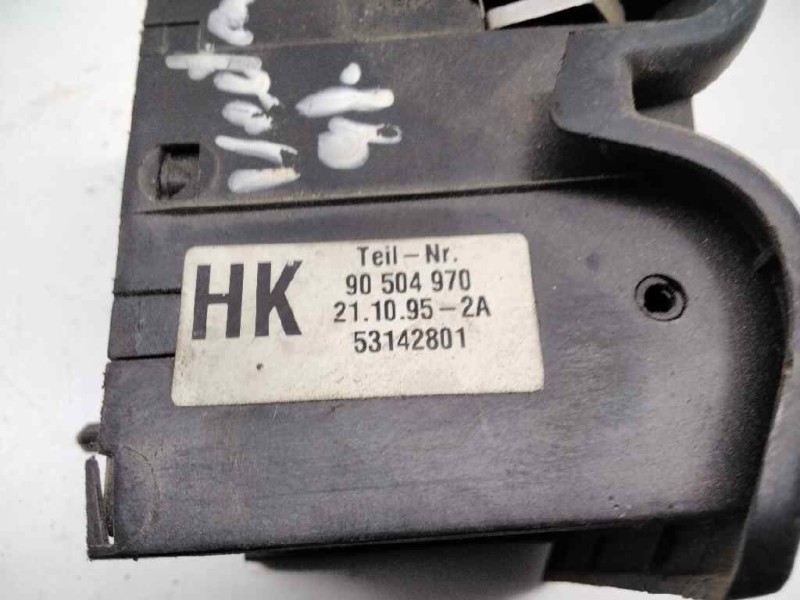 HK
Teil-Nr.
90 504 970
21.10.95-2A
53142801